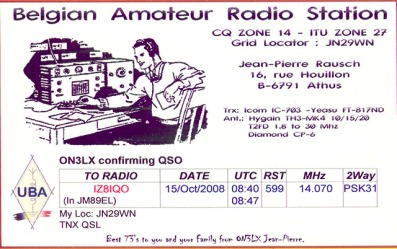 Belgian Amateur Radio Station
CQ ZONE 14 - ITU ZONE 27
Grid Locator : JN29WN
Jean-Pierre Rausch
16, rue Houillon
B-6791 Athus
Trx: Icom IC-703 -Yeasu FT-817ND
Ant.: Hygain TH3-MK4 10/15/20
T2FD 1.8 to 30 Mhz
Diamond CP-6
UBA
ON3LX confirming QSO
TO RADIO DATE UTC RST MHz 2Way
IZ8IQO 15/Oct/2008 08:40 599 14.070 PSK31
(In JM89EL) 08:47
My Loc: JN29WN
TNX QSL
Best 73's to you and your Family from ON3LX Jean-Pierre.